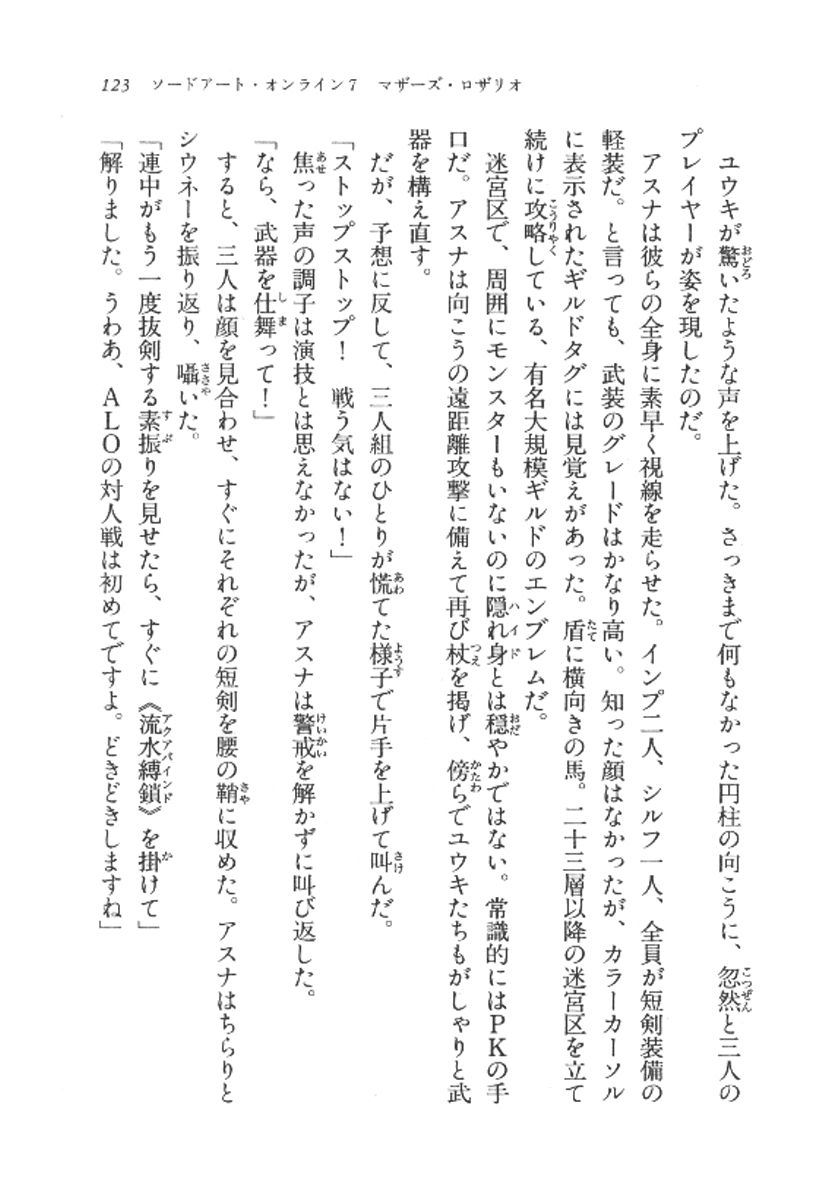 123　ソードアート・オンライン7　マザーズ・ロザリオ
　ユウキが驚いたような声を上げた。さっきまで何もなかった円柱の向こうに、忽然と三人の
プレイヤーが姿を現したのだ。
　アスナは彼らの全身に素早く視線を走らせた。インプ二人、シルフ一人、全員が短剣装備の
軽装だ。と言っても、武装のグレードはかなり高い。知った顔はなかったが、カラーカーソル
に表示されたギルドタグには見覚えがあった。盾に横向きの馬。二十三層以降の迷宮区を立て
続けに攻略している、有名大規模ギルドのエンブレムだ。
　迷宮区で、周囲にモンスターもいないのに隠れ身とは穏やかではない。常識的にはPKの手
口だ。アスナは向こうの遠距離攻撃に備えて再び杖を掲げ、傍らでユウキたちもがしゃりと武
器を構え直す。
　だが、予想に反して、三人組のひとりが慌てた様子で片手を上げて叫んだ。
「ストップストップ！　戦う気はない！」
　焦った声の調子は演技とは思えなかったが、アスナは警戒を解かずに叫び返した。
「なら、武器を仕舞って！」
　すると、三人は顔を見合わせ、すぐにそれぞれの短剣を腰の鞘に収めた。アスナはちらりと
シウネーを振り返り、囁いた。
「連中がもう一度抜剣する素振りを見せたら、すぐに《流水縛鎖》を掛けて」
「解りました。うわあ、ALOの対人戦は初めてですよ。どきどきしますね」